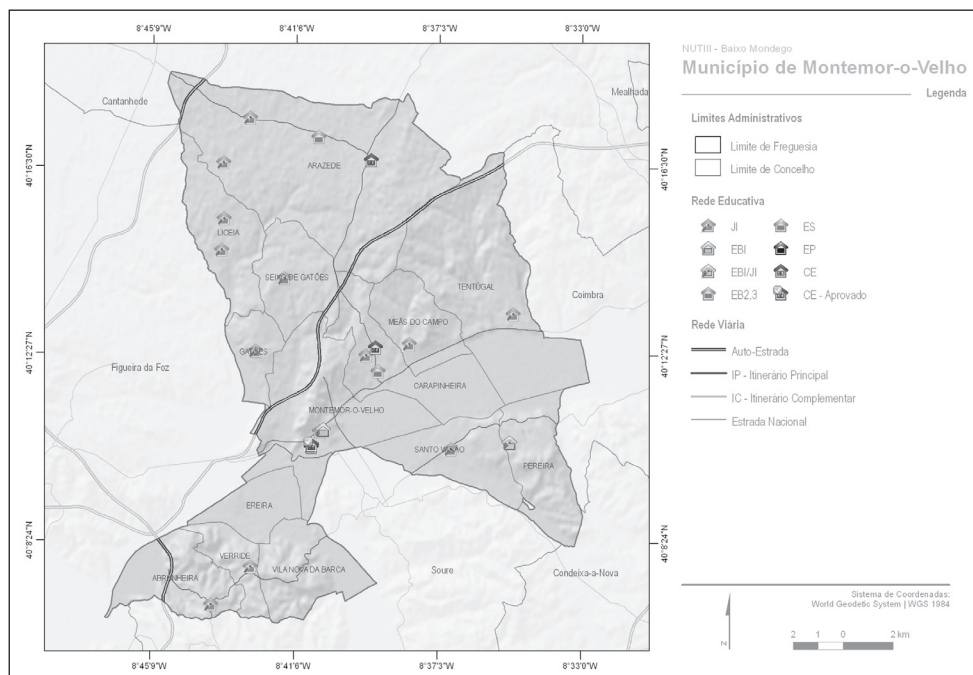 8°45'9"W 8°41'6"W 8°37'3"W 8°33'0"W
NUTIII - Baixo Mondego
Município de Montemor-o-Velho
Legenda
Cantanhede
Mealhada
Limites Administrativos
Limite de Freguesia
Limite de Concelho
40°16'30"N
40°16'30"N
ARAZEDE
Rede Educativa
JI ES
EBI EP
EBI/JI CE
EB2,3 CE - Aprovado
LICEIA
SEIXO DE GATÕES
TENTÚGAL
Coimbra
MEÃS DO CAMPO
Rede Viária
Auto-Estrada
IP - Itinerário Principal
IC - Itinerário Complementar
Estrada Nacional
40°12'27"N
40°12'27"N
GATÕES
Figueira da Foz
CARAPINHEIRA
MONTEMOR-O-VELHO
SANTO VARÃO
PEREIRA
EREIRA
40°8'24"N
40°8'24"N
VERRIDE
ABRUNHEIRA
VILA NOVA DA BARCA
Soure
Condeixa-a-Nova
Sistema de Coordenadas:
World Geodetic System | WGS 1984
N
2 1 0 2 km
8°45'9"W 8°41'6"W 8°37'3"W 8°33'0"W